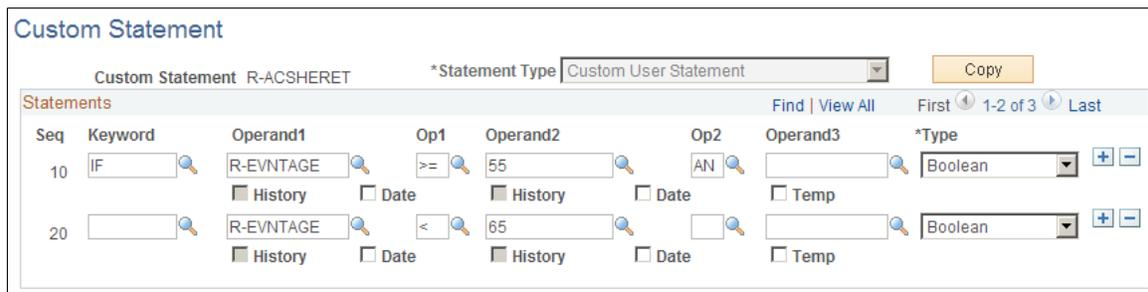 Custom Statement
Custom Statement R-ACSHERET *Statement Type Custom User Statement Copy
Statements Find | View All First 1-2 of 3 Last
Seq Keyword Operand1 Op1 Operand2 Op2 Operand3 *Type
10 IF R-EVNTAGE >= 55 AN Boolean
History Date History Date Temp
20 R-EVNTAGE < 65 Boolean
History Date History Date Temp